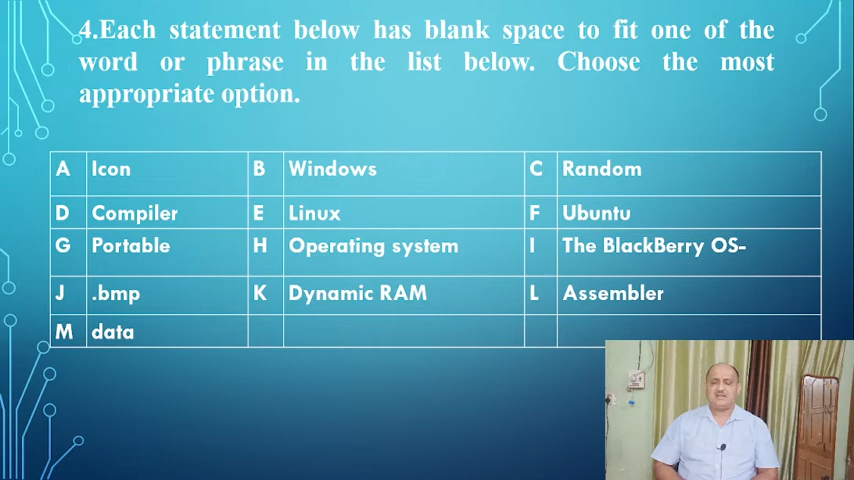 4.Each statement below has blank space to fit one of the
word or phrase in the list below. Choose the most
appropriate option.
A Icon B Windows C Random
D Compiler E Linux F Ubuntu
G Portable H Operating system I The BlackBerry OS-
J .bmp K Dynamic RAM L Assembler
M data